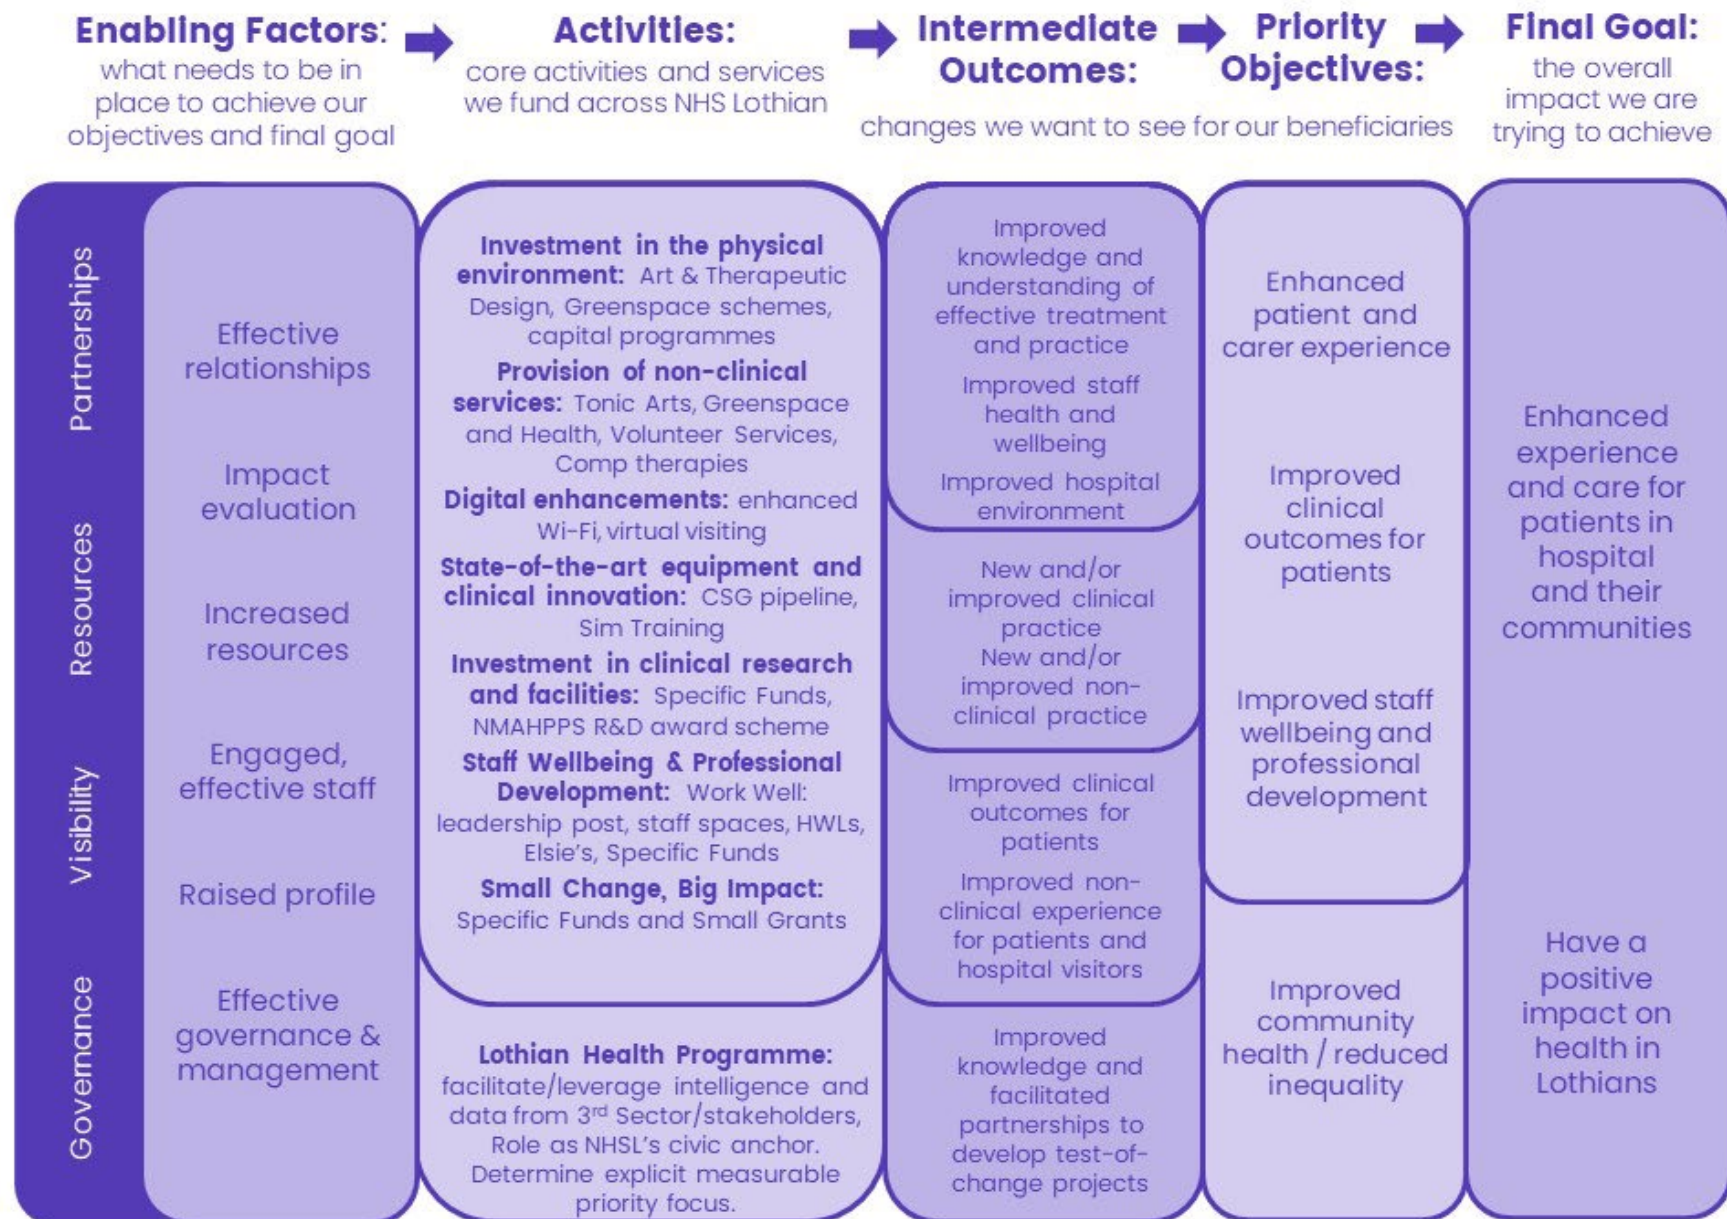 Enabling Factors:
what needs to be in
place to achieve our
objectives and final goal
Activities:
core activities and services
we fund across NHS Lothian
Intermediate
Outcomes:
Priority
Objectives:
changes we want to see for our beneficiaries
Final Goal:
the overall
impact we are
trying to achieve
Partnerships
Resources
Visibility
Governance
Effective
relationships
Impact
evaluation
Increased
resources
Engaged,
effective staff
Raised profile
Effective
governance &
management
Investment in the physical
environment: Art & Therapeutic
Design, Greenspace schemes,
capital programmes
Provision of non-clinical
services: Tonic Arts, Greenspace
and Health, Volunteer Services,
Comp therapies
Digital enhancements: enhanced
Wi-Fi, virtual visiting
State-of-the-art equipment and
clinical innovation: CSG pipeline,
Sim Training
Investment in clinical research
and facilities: Specific Funds,
NMAHPPS R&D award scheme
Staff Wellbeing & Professional
Development: Work Well:
leadership post, staff spaces, HWLs,
Elsie's, Specific Funds
Small Change, Big Impact:
Specific Funds and Small Grants
Lothian Health Programme:
facilitate/leverage intelligence and
data from 3rd Sector/stakeholders,
Role as NHSL's civic anchor.
Determine explicit measurable
priority focus.
Improved
knowledge and
understanding of
effective treatment
and practice
Improved staff
health and
wellbeing
Improved hospital
environment
New and/or
improved clinical
practice
New and/or
improved non-
clinical practice
Improved clinical
outcomes for
patients
Improved non-
clinical experience
for patients and
hospital visitors
Improved
knowledge and
facilitated
partnerships to
develop test-of-
change projects
Enhanced
patient and
carer experience
Improved
clinical
outcomes for
patients
Improved staff
wellbeing and
professional
development
Improved
community
health / reduced
inequality
Enhanced
experience
and care for
patients in
hospital
and their
communities
Have a
positive
impact on
health in
Lothians